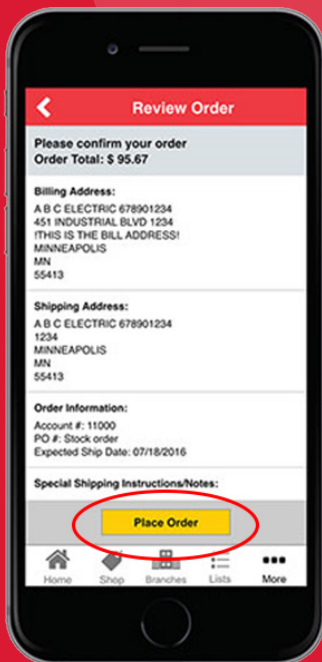 Review Order
Please confirm your order
Order Total: $ 95.67
Billing Address:
A B C ELECTRIC 678901234
451 INDUSTRIAL BLVD 1234
!THIS IS THE BILL ADDRESS!
MINNEAPOLIS
MN
55413
Shipping Address:
A B C ELECTRIC 678901234
1234
MINNEAPOLIS
MN
55413
Order Information:
Account #: 11000
PO #: Stock order
Expected Ship Date: 07/18/2016
Special Shipping Instructions/Notes:
Place Order
Home Shop Branches Lists More